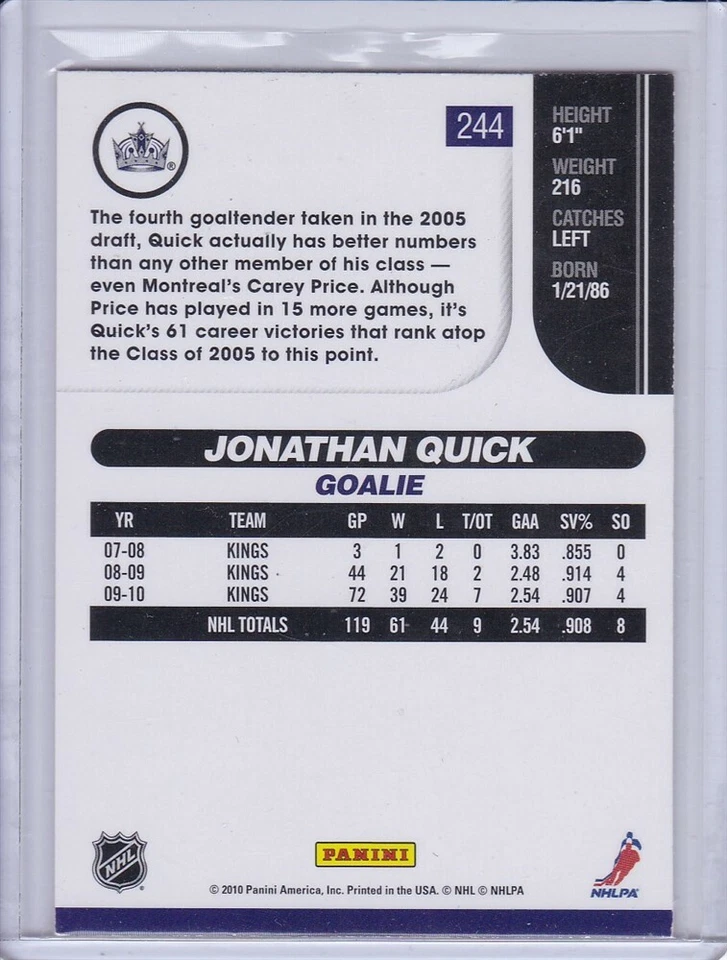 244
®
The fourth goaltender taken in the 2005
draft, Quick actually has better numbers
than any other member of his class —
even Montreal's Carey Price. Although
Price has played in 15 more games, it's
Quick's 61 career victories that rank atop
the Class of 2005 to this point.
HEIGHT
6'1"
WEIGHT
216
CATCHES
LEFT
BORN
1/21/86
JONATHAN QUICK
GOALIE
YR TEAM GP W L T/OT GAA SV% SO
07-08 KINGS 3 1 2 0 3.83 .855 0
08-09 KINGS 44 21 18 2 2.48 .914 4
09-10 KINGS 72 39 24 7 2.54 .907 4
NHL TOTALS 119 61 44 9 2.54 .908 8
NHL
PANINI
NHLPA
© 2010 Panini America, Inc. Printed in the USA. © NHL © NHLPA